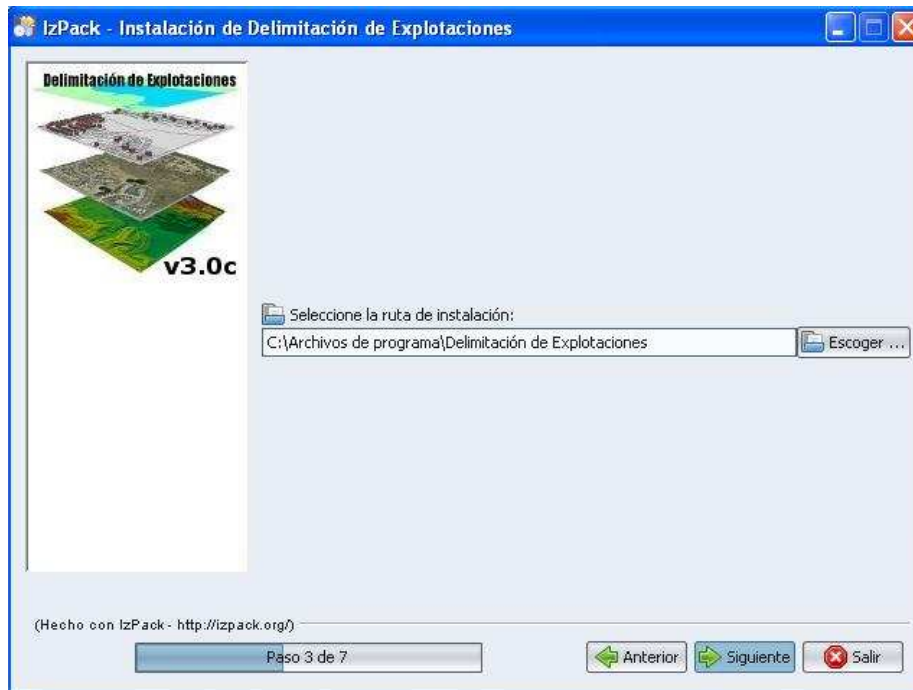 IzPack - Instalación de Delimitación de Explotaciones
Delimitación de Explotaciones
v3.0c
Seleccione la ruta de instalación:
C:\Archivos de programa\Delimitación de Explotaciones
Escoger ...
(Hecho con IzPack - http://izpack.org/)
Paso 3 de 7
Anterior
Siguiente
Salir